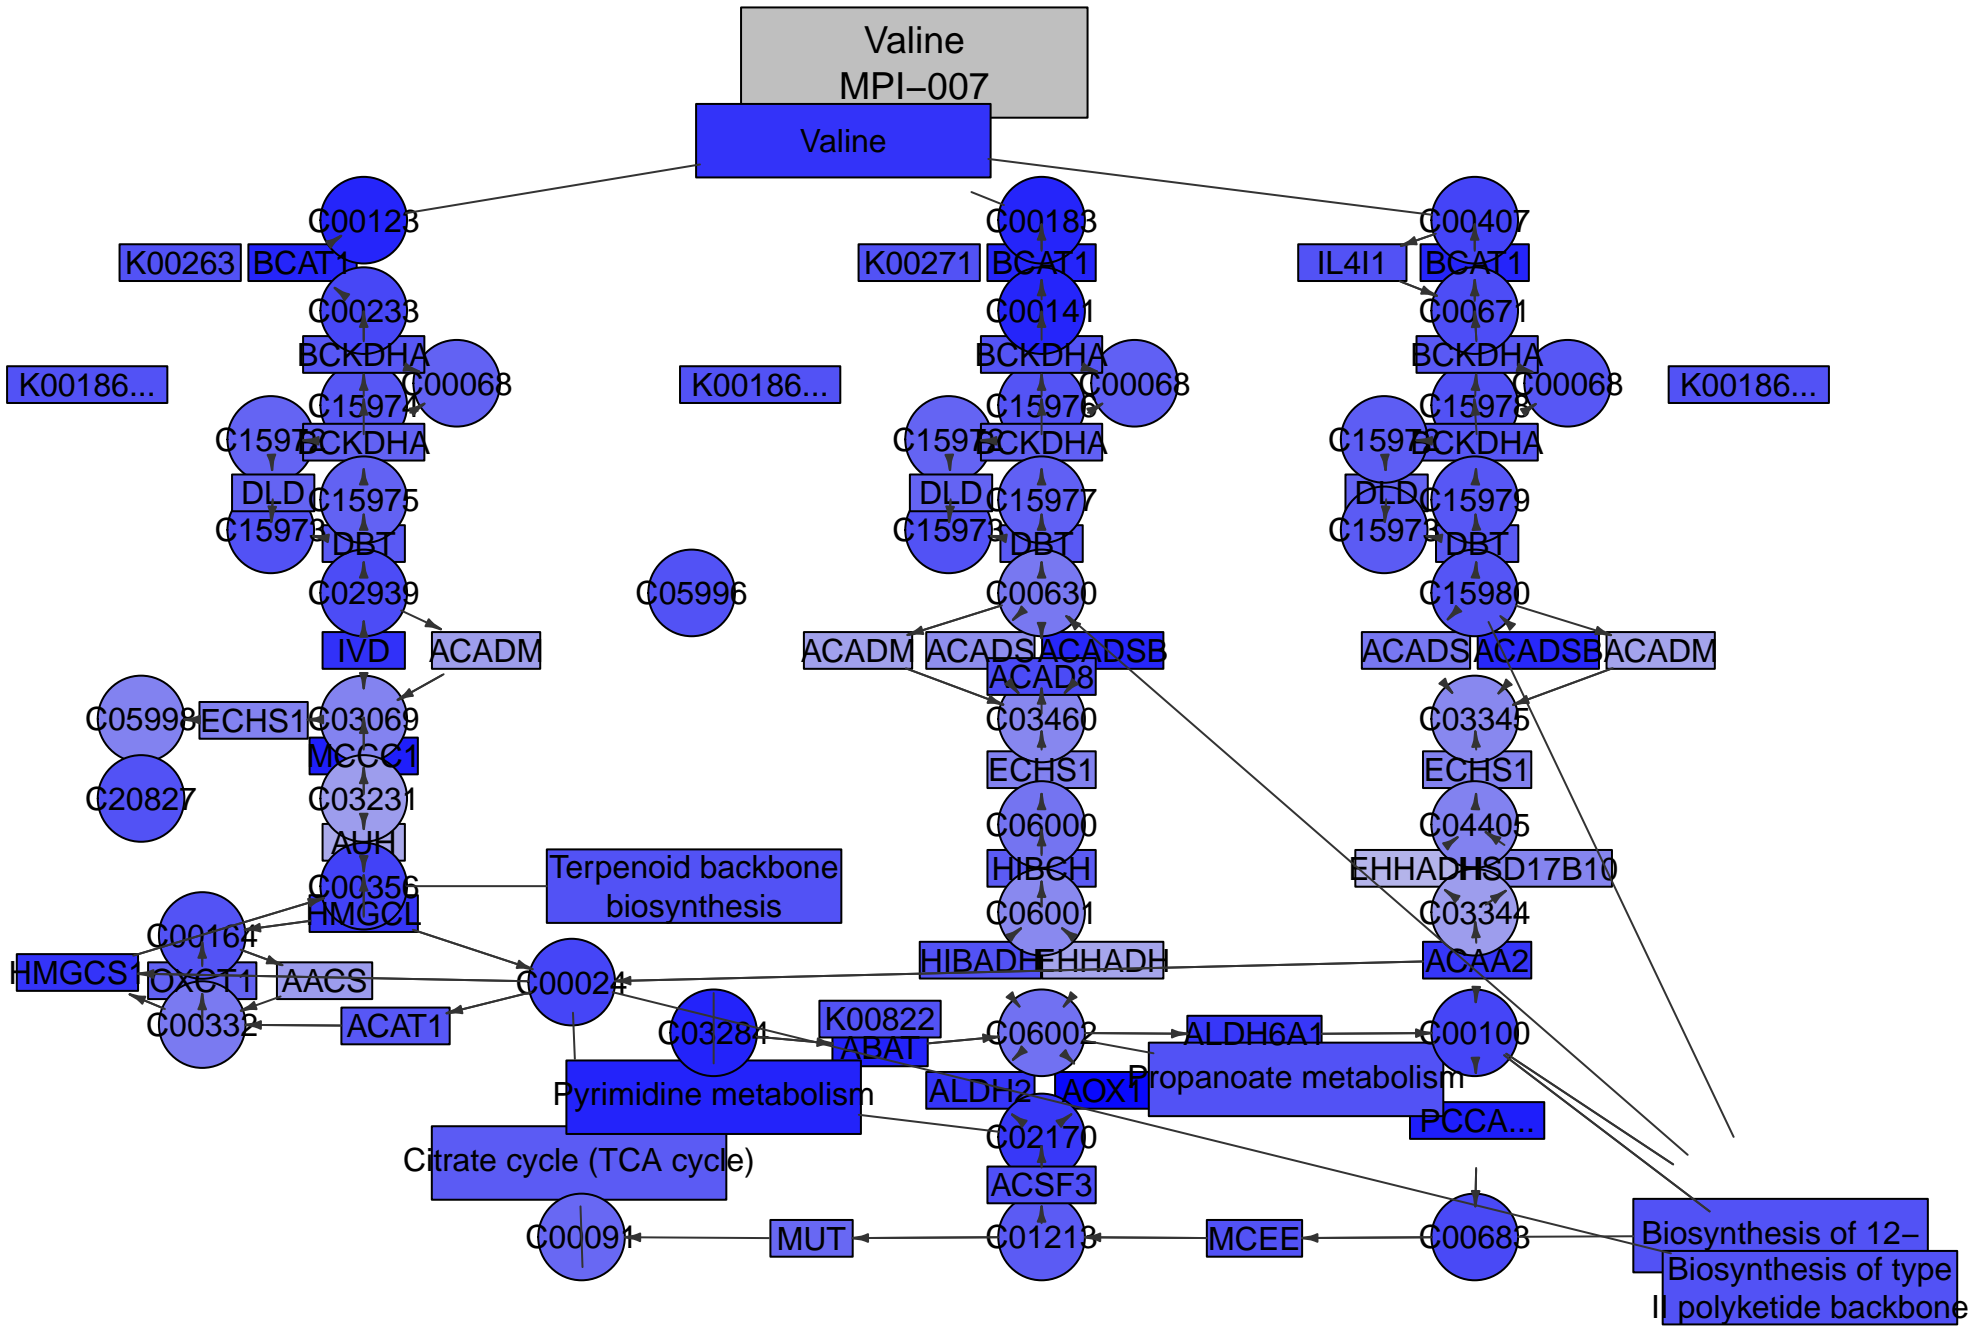 Valine
MPI−007
Valine
C00123
C00183
C00407
K00263
BCAT1
K00271
BCAT1
IL4I1
BCAT1
C00233
C00141
C00671
BCKDHA
BCKDHA
BCKDHA
K00186...
C00068
K00186...
C00068
C00068
K00186...
C15974
C15976
C15978
C15972
BCKDHA
C15972
BCKDHA
C15972
BCKDHA
DLD
C15975
DLD
C15977
DLD
C15979
C15973
DBT
C15973
DBT
C15973
DBT
C02939
C05996
C00630
C15980
IVD
ACADM
ACADM
ACADS
ACADSB
ACADS
ACADSB
ACADM
ACAD8
C05998
ECHS1
C03069
C03460
C03345
MCCC1
ECHS1
ECHS1
C20827
C03231
C06000
C04405
AUH
Terpenoid backbone
biosynthesis
HIBCH
EHHADH
HSD17B10
C00356
HMGCL
C06001
C03344
C00164
HIBADH
EHHADH
ACAA2
HMGCS1
OXCT1
AACS
C00024
C00332
ACAT1
C03284
K00822
ABAT
C06002
ALDH6A1
C00100
Pyrimidine metabolism
ALDH2
AOX1
Propanoate metabolism
PCCA...
C02170
Citrate cycle (TCA cycle)
ACSF3
C00091
MUT
C01213
MCEE
C00683
Biosynthesis of 12−
Biosynthesis of type
II polyketide backbone